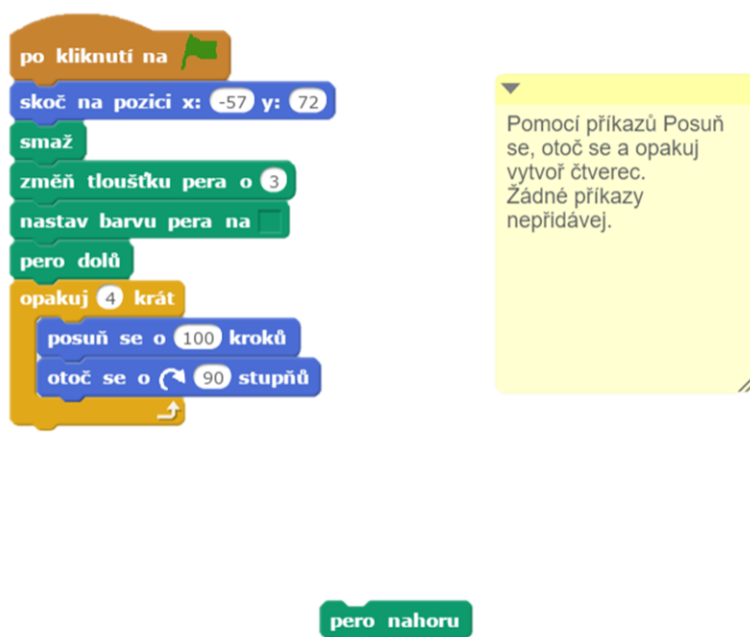 po kliknutí na
skoč na pozici x: -57 y: 72
smaž
změň tloušťku pera o 3
nastav barvu pera na
pero dolů
opakuj 4 krát
posuň se o 100 kroků
otoč se o 90 stupňů
Pomocí příkazů Posuň
se, otoč se a opakuj
vytvoř čtverec.
Žádné příkazy
nepřidávej.
pero nahoru